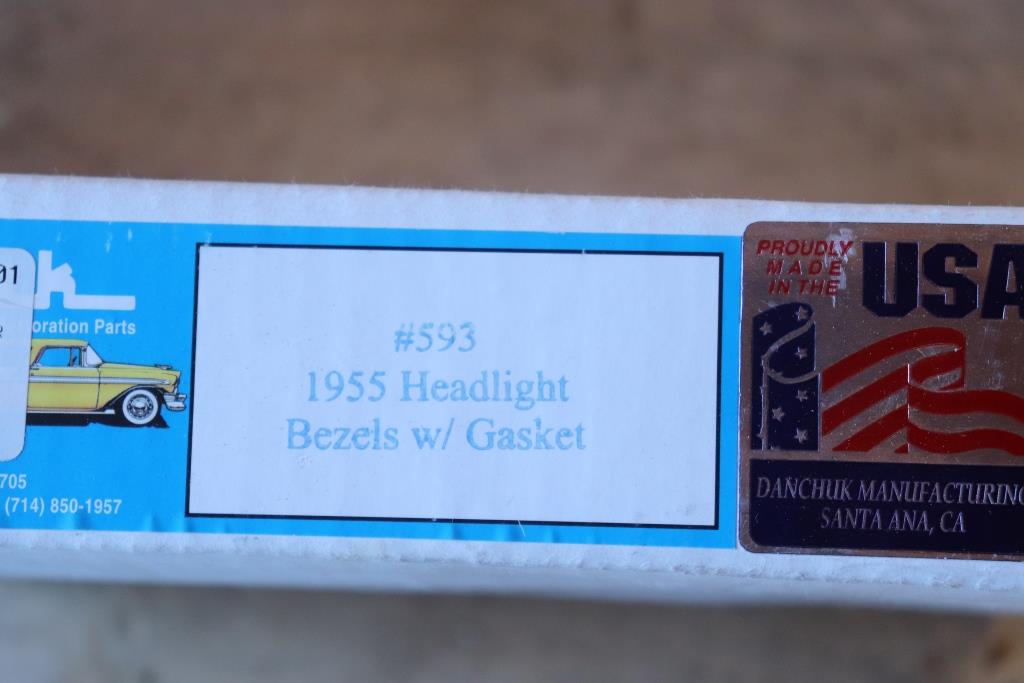 01
k
oration Parts
705
(714) 850-1957
#593
1955 Headlight
Bezels w/ Gasket
PROUDLY
MADE
IN THE
USA
DANCHUK MANUFACTURING
SANTA ANA, CA